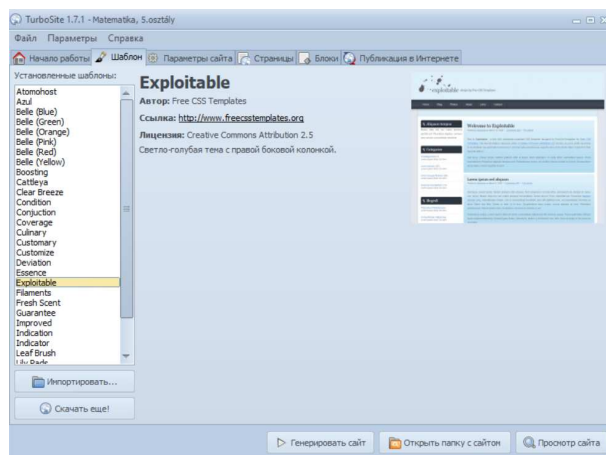 TurboSite 1.7.1 - Matematika, 5.osztály
Файл Параметры Справка
Начало работы Шаблон Параметры сайта Страницы Блоки Публикация в Интернете
Установленные шаблоны:
Atomohost
Azul
Belle (Blue)
Belle (Green)
Belle (Orange)
Belle (Pink)
Belle (Red)
Belle (Yellow)
Boosting
Cattleya
Clear Breeze
Condition
Conjuction
Coverage
Culinary
Customary
Customize
Deviation
Essence
Exploitable
Filaments
Fresh Scent
Guarantee
Improved
Indication
Indicator
Leaf Brush
Lily Pads
Импортировать...
Скачать еще!
Exploitable
Автор: Free CSS Templates
Ссылка: http://www.freecsstemplates.org
Лицензия: Creative Commons Attribution 2.5
Светло-голубая тема с правой боковой колонкой.
exploitable
Welcome to Exploitable
Генерировать сайт Открыть папку с сайтом Просмотр сайта